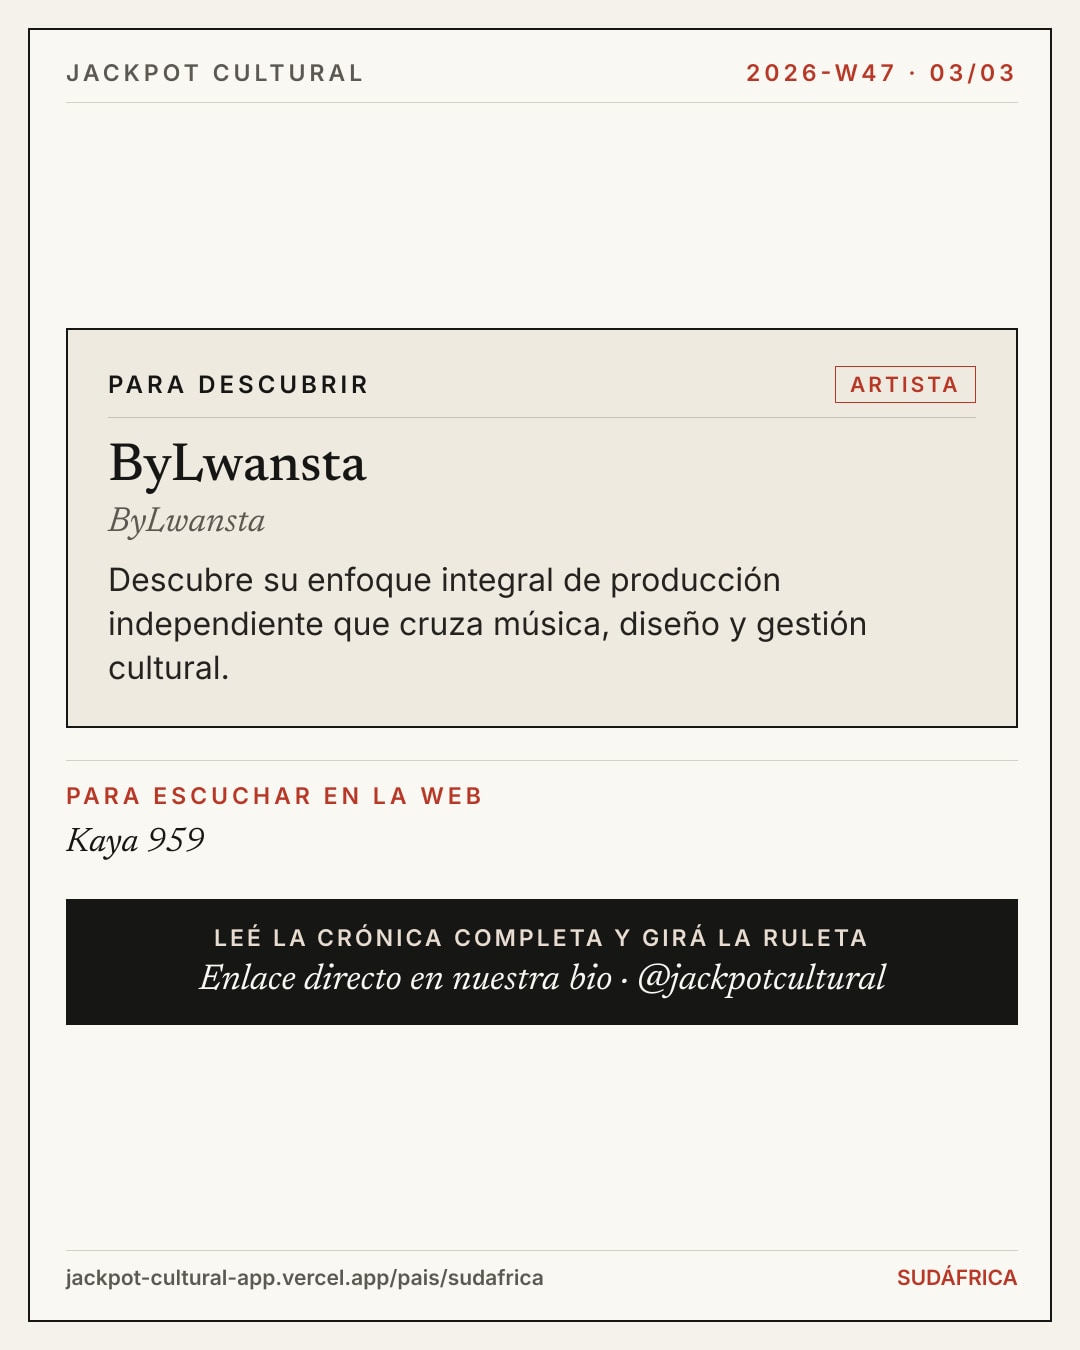 JACKPOT CULTURAL
2026-W47 · 03/03
PARA DESCUBRIR
ARTISTA
ByLwansta
ByLwansta
Descubre su enfoque integral de producción
independiente que cruza música, diseño y gestión
cultural.
PARA ESCUCHAR EN LA WEB
Kaya 959
LEÉ LA CRÓNICA COMPLETA Y GIRÁ LA RULETA
Enlace directo en nuestra bio · @jackpotcultural
jackpot-cultural-app.vercel.app/pais/sudafrica
SUDÁFRICA